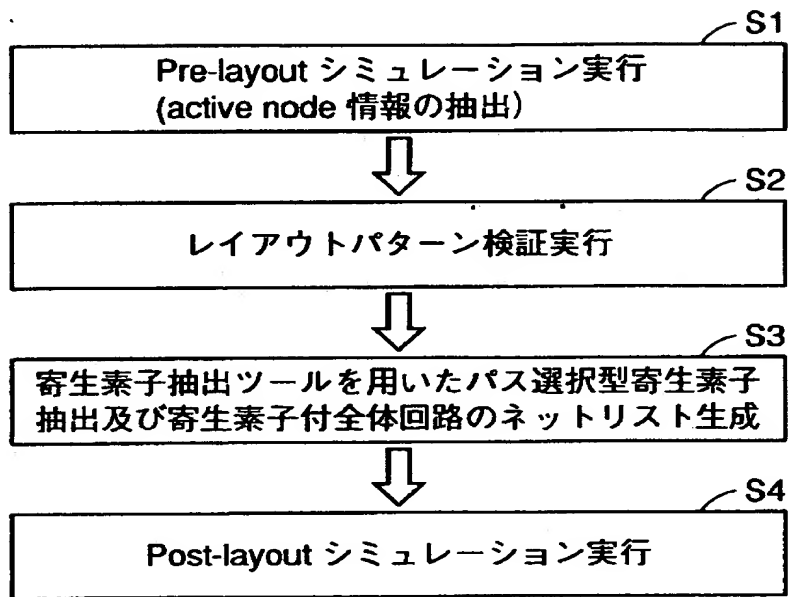 S1
Pre-layout シミュレーション実行
(active node 情報の抽出)
S2
レイアウトパターン検証実行
S3
寄生素子抽出ツールを用いたパス選択型寄生素子
抽出及び寄生素子付全体回路のネットリスト生成
S4
Post-layout シミュレーション実行